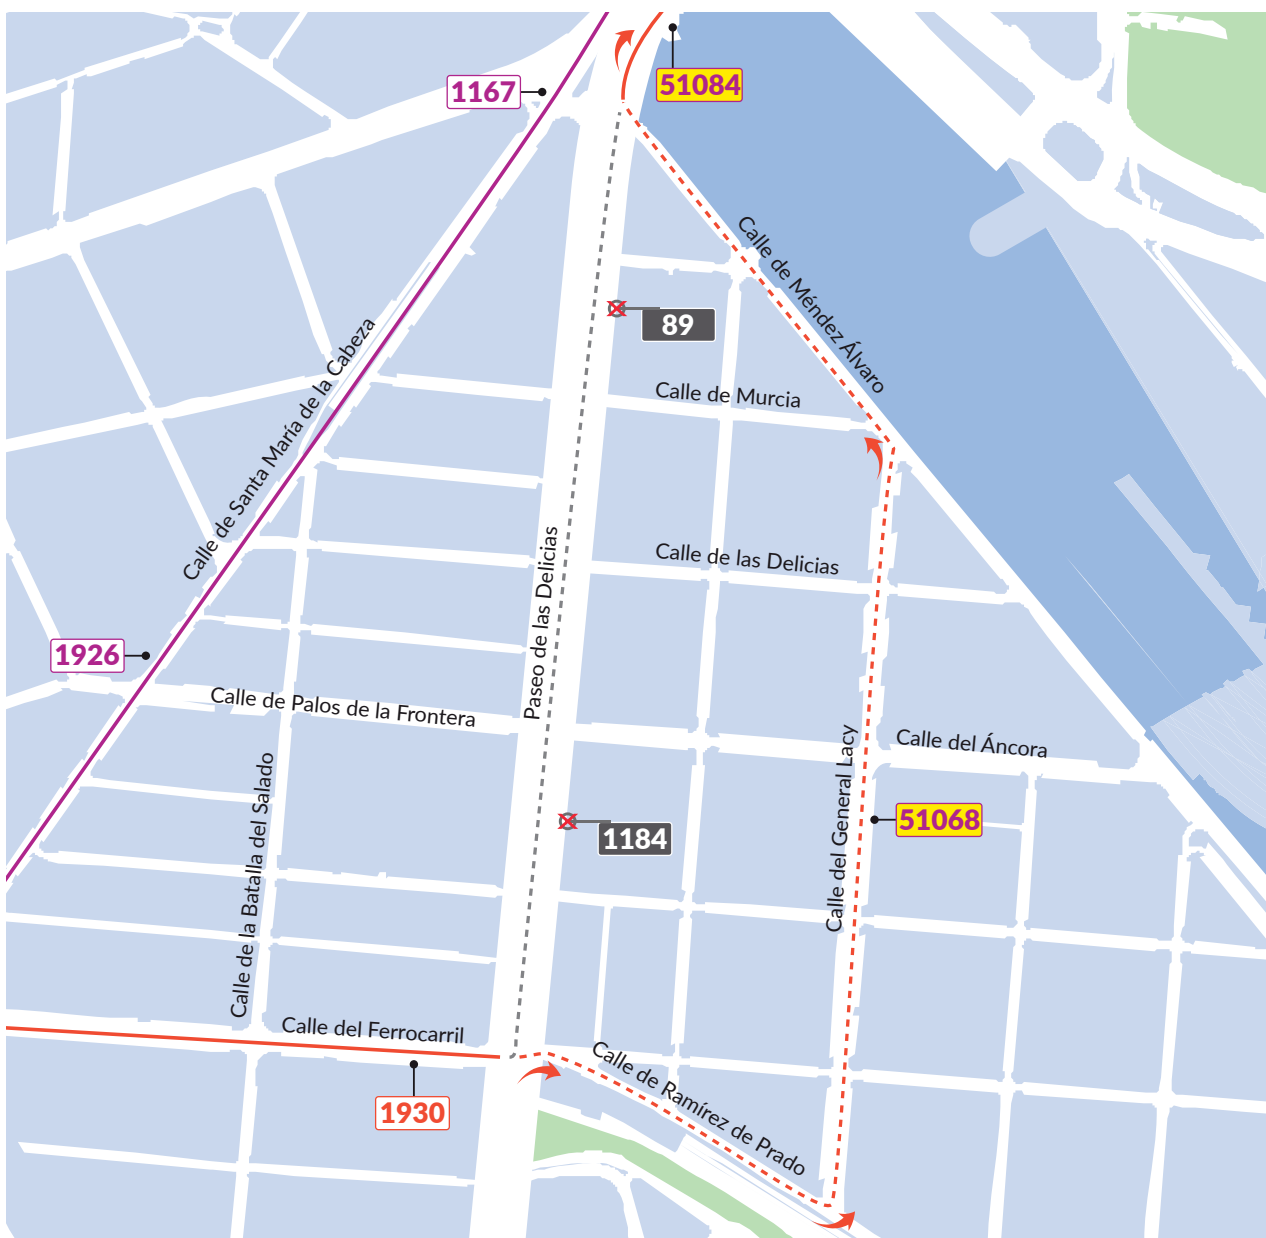 1167
51084
Calle de Méndez Álvaro
89
Calle de Santa María de la Cabeza
Calle de Murcia
Paseo de las Delicias
Calle de las Delicias
1926
Calle de Palos de la Frontera
Calle del General Lacy
Calle del Áncora
Calle de la Batalla del Salado
51068
1184
Calle del Ferrocarril
Calle de Ramírez de Prado
1930